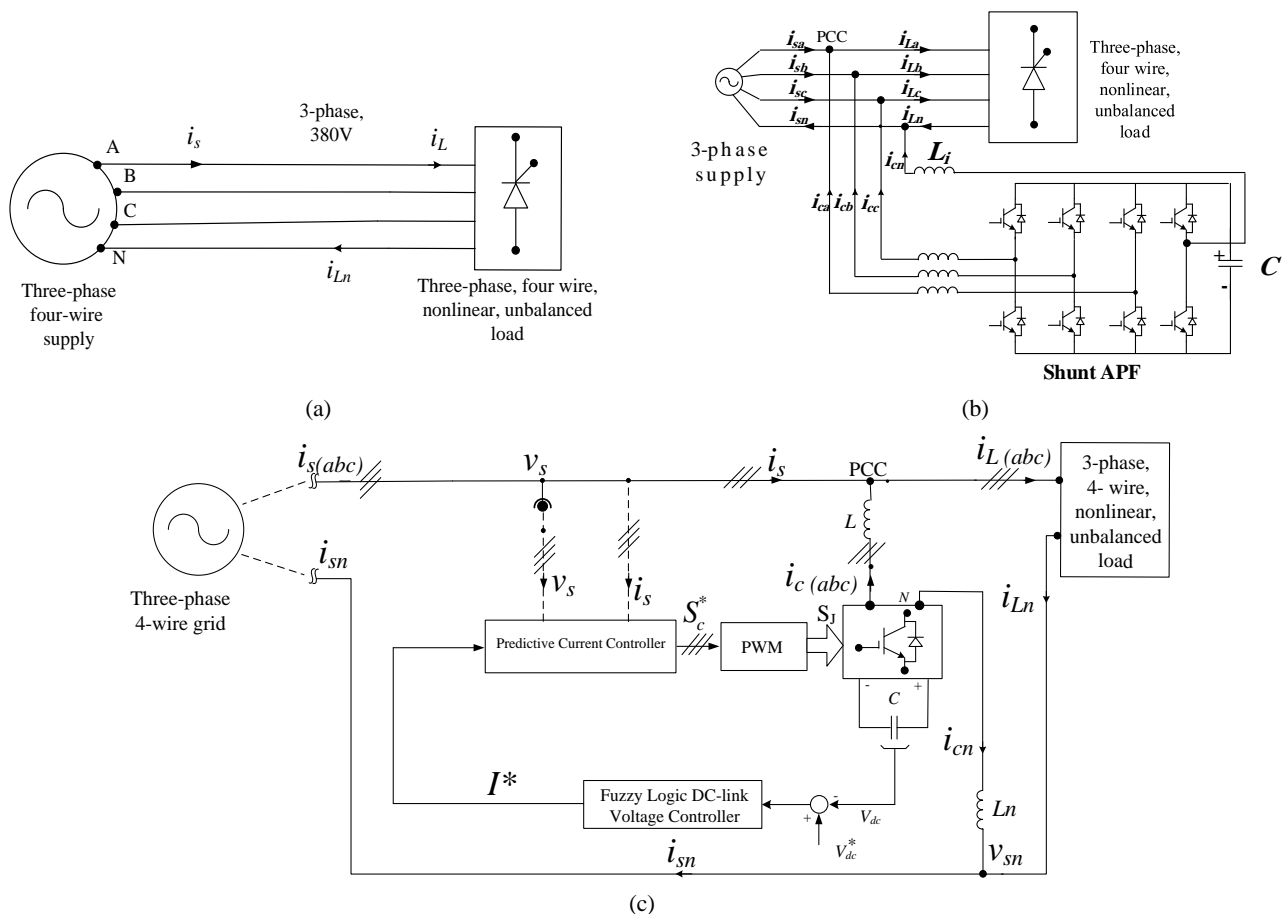 3-phase,
380V
A
i_s
i_L
B
C
N
i_Ln
Three-phase
four-wire
supply
Three-phase, four wire,
nonlinear, unbalanced
load
(a)
i_sa
PCC
i_La
i_sb
i_Lb
i_sc
i_Lc
i_sn
i_Ln
Three-phase,
four wire,
nonlinear,
unbalanced
load
3-phase
supply
i_cn
L_i
i_ca
i_cb
i_cc
+
C
-
Shunt APF
(b)
i_s(abc)
v_s
i_s
PCC
i_L (abc)
3-phase,
4- wire,
nonlinear,
unbalanced
load
L
i_sn
Three-phase
4-wire grid
v_s
i_s
i_c (abc)
N
i_Ln
S_c^*
S_J
Predictive Current Controller
PWM
-
+
C
i_cn
I*
Fuzzy Logic DC-link
Voltage Controller
-
+
V_dc
V_dc^*
Ln
i_sn
v_sn
(c)